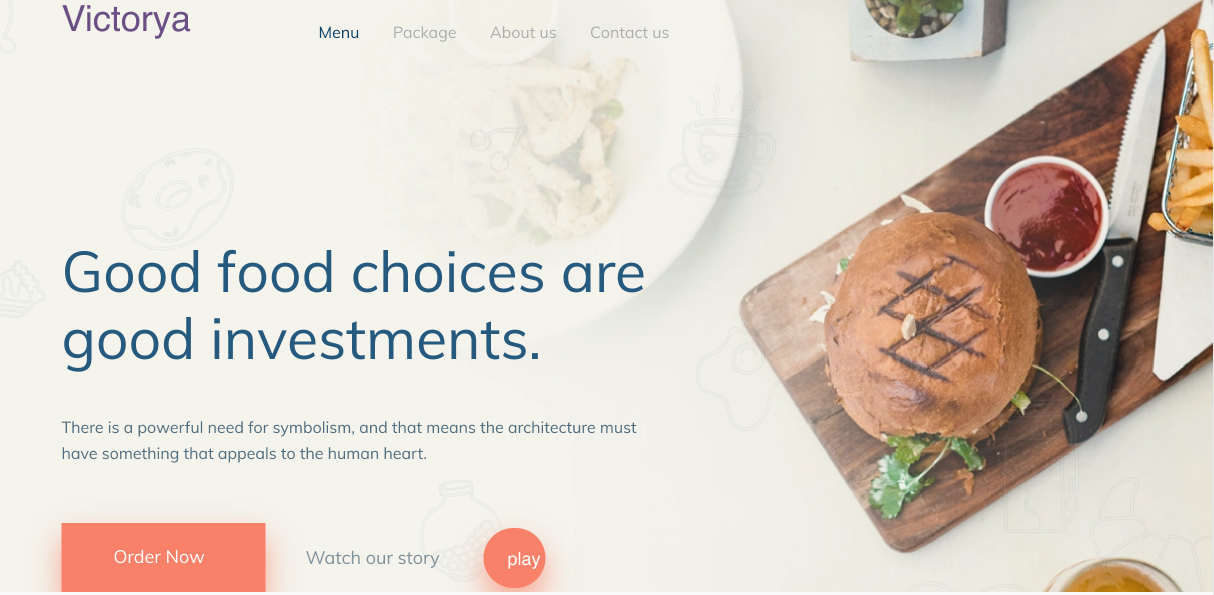 Victorya
Menu Package About us Contact us
Good food choices are
good investments.
There is a powerful need for symbolism, and that means the architecture must
have something that appeals to the human heart.
Order Now Watch our story play